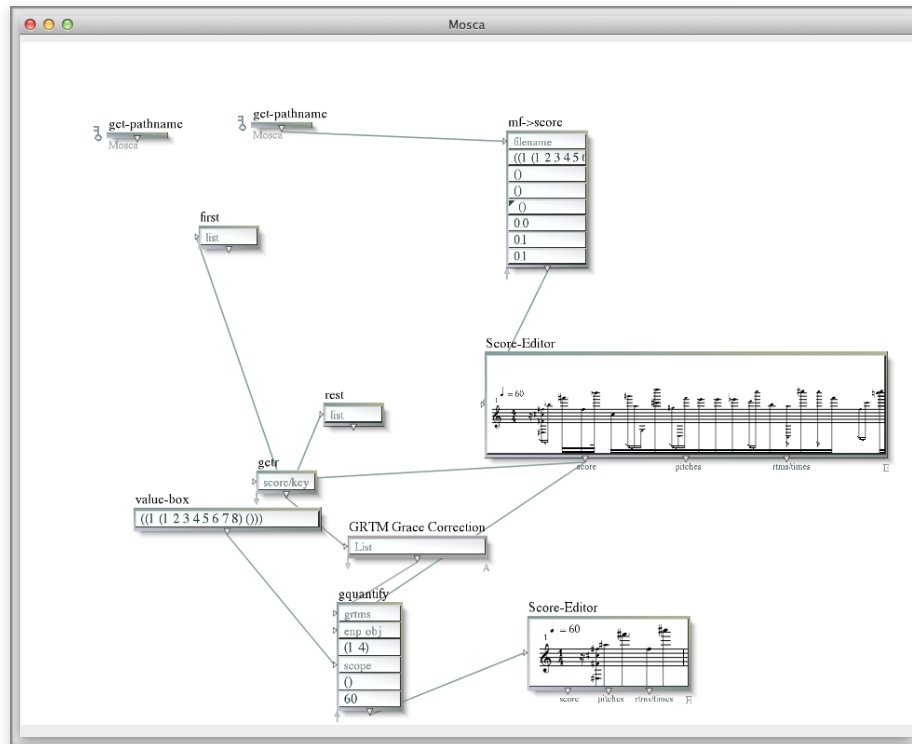 Mosca
get-pathname
Mosca
get-pathname
Mosca
mf->score
filename
((1 (1 2 3 4 5 6
()
()
()
0.0
0.1
0.1
first
list
Score-Editor
1
= 60
score
pitches
rtms/times
E
rest
list
getr
score/key
value-box
((1 (1 2 3 4 5 6 7 8) ()))
GRTM Grace Correction
List
A
gquantify
grtms
enp obj
(1 4)
scope
()
60
Score-Editor
1
= 60
score
pitches
rtms/times
E